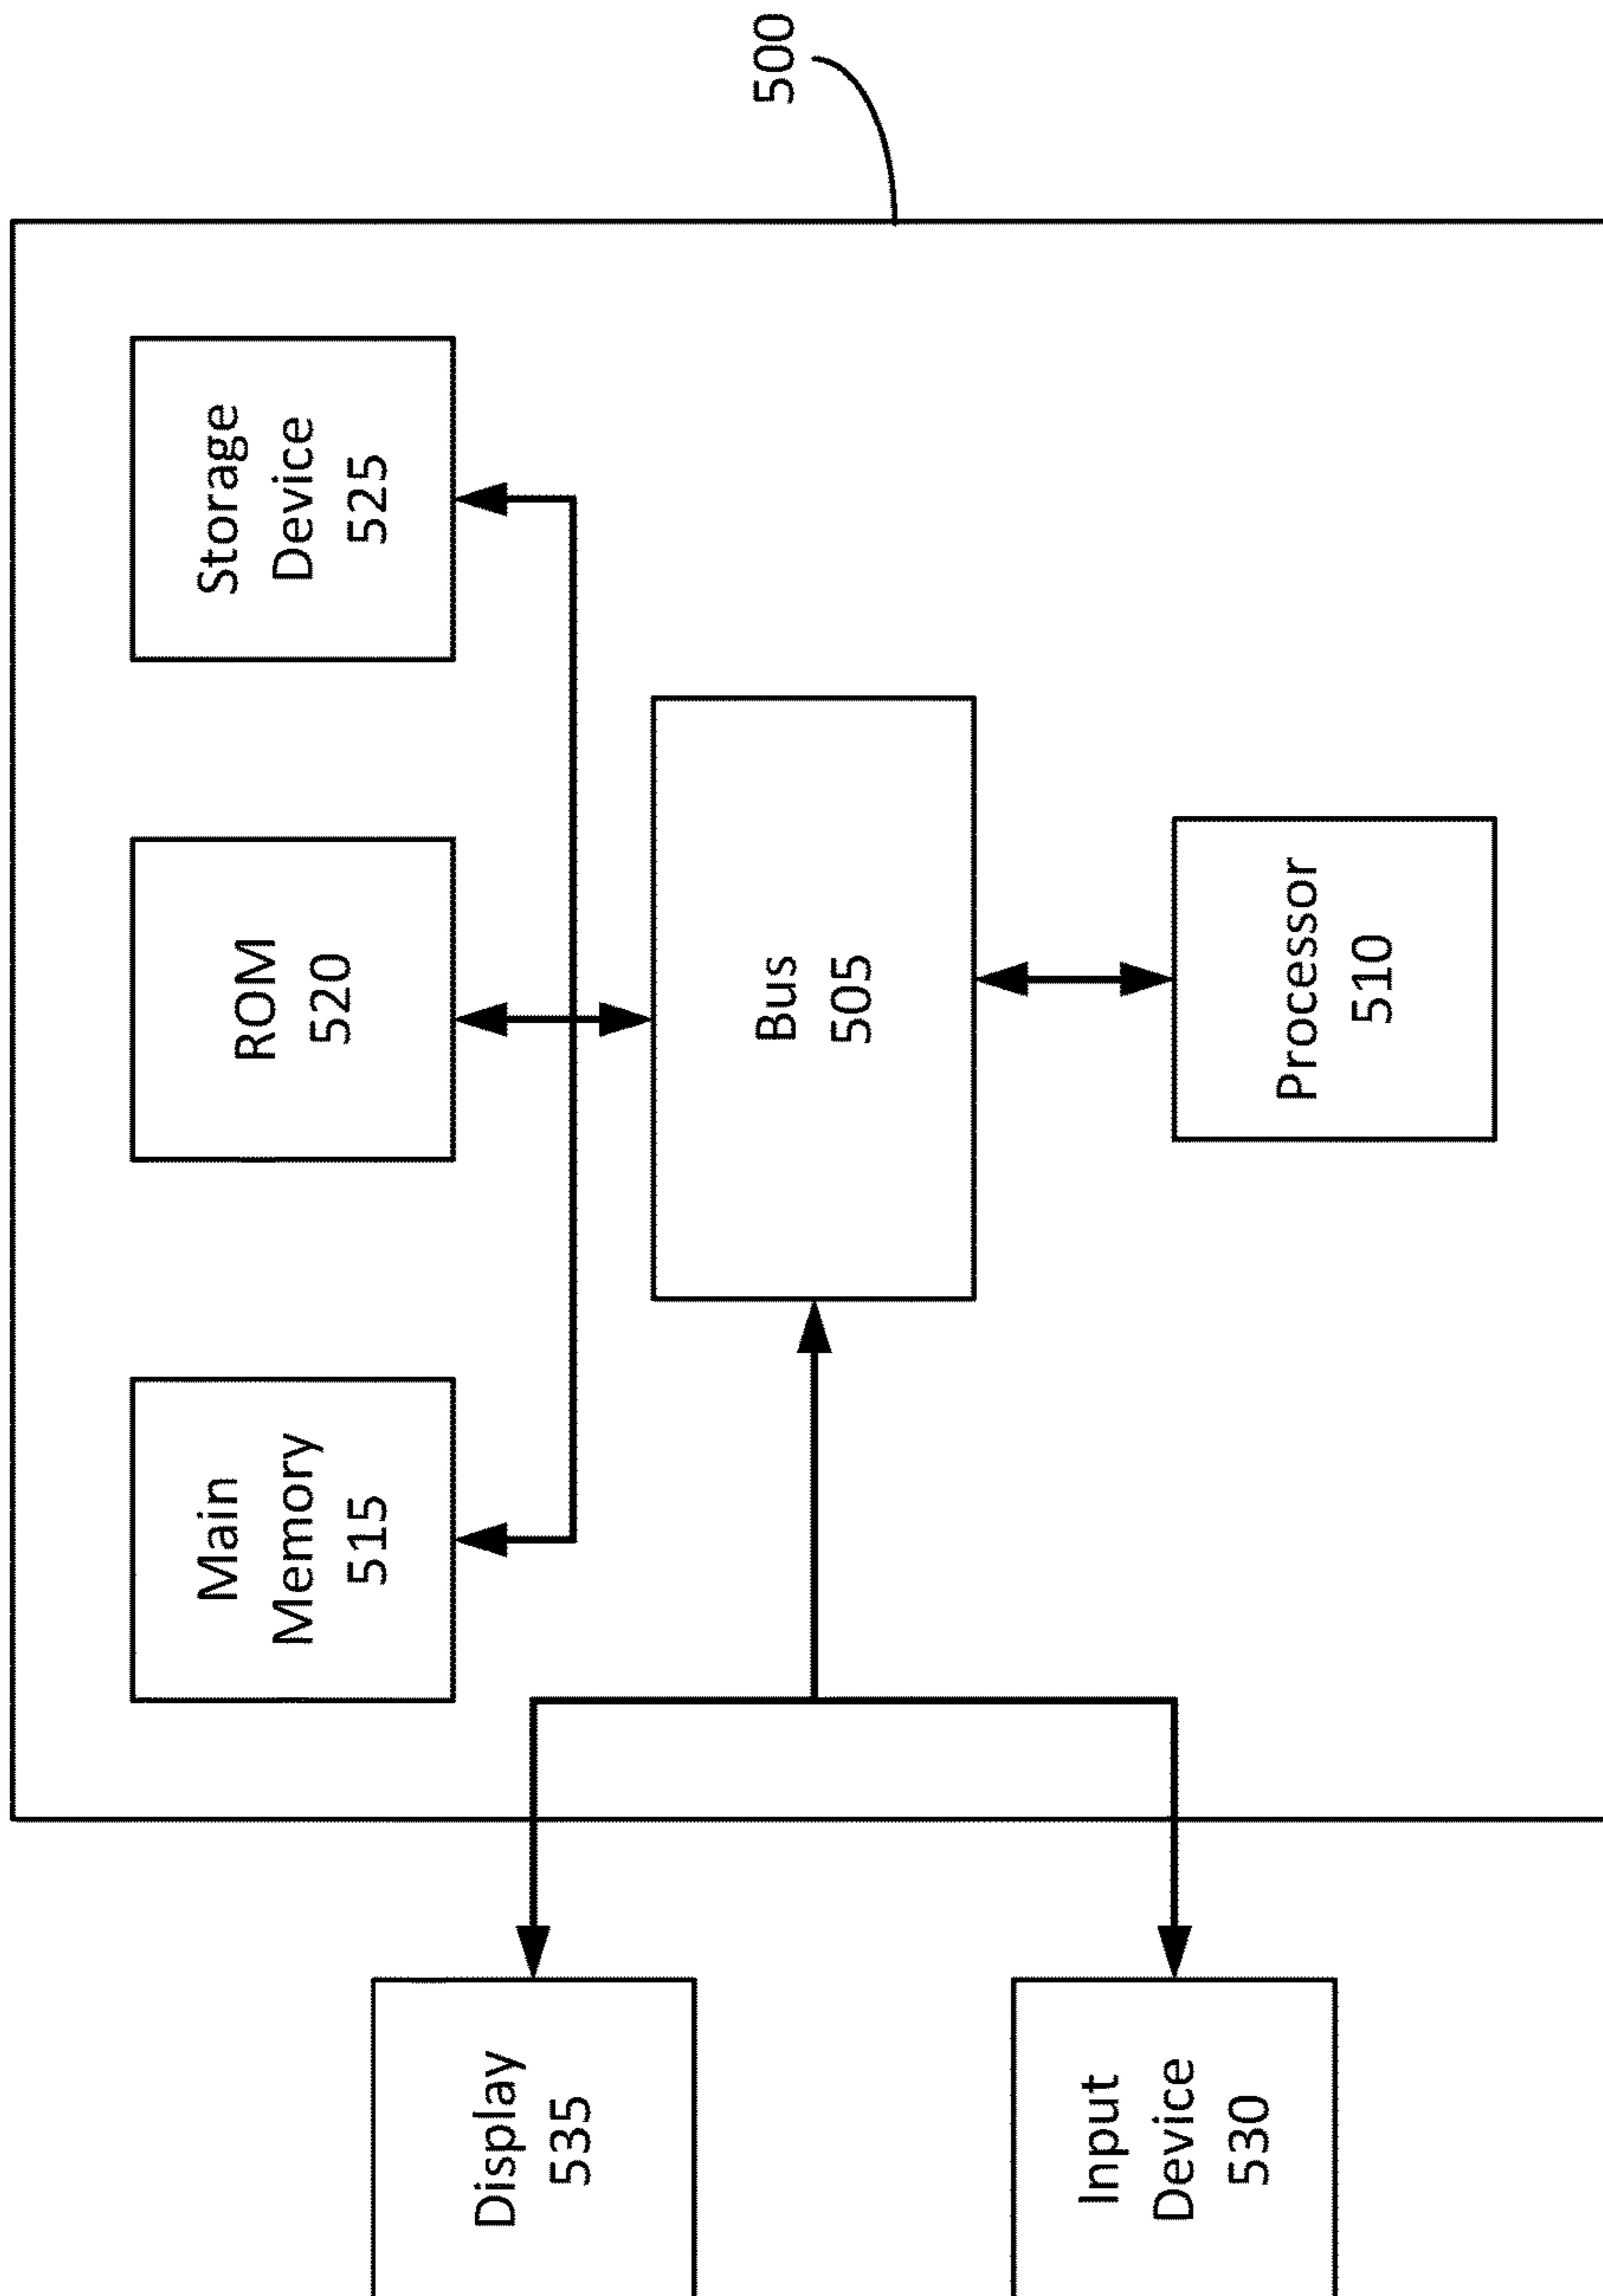 500
Main
Memory
515
ROM
520
Storage
Device
525
Display
535
Bus
505
Input
Device
530
Processor
510